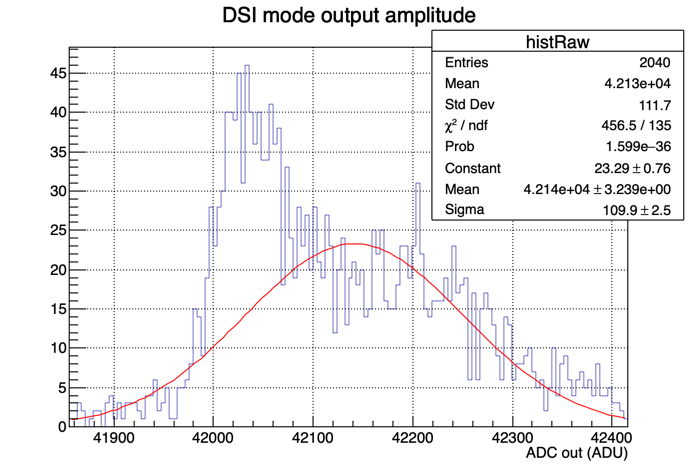 DSI mode output amplitude
histRaw
Entries 2040
Mean 4.213e+04
Std Dev 111.7
χ² / ndf 456.5 / 135
Prob 1.599e−36
Constant 23.29 ± 0.76
Mean 4.214e+04 ± 3.239e+00
Sigma 109.9 ± 2.5
45
40
35
30
25
20
15
10
5
0
41900 42000 42100 42200 42300 42400
ADC out (ADU)